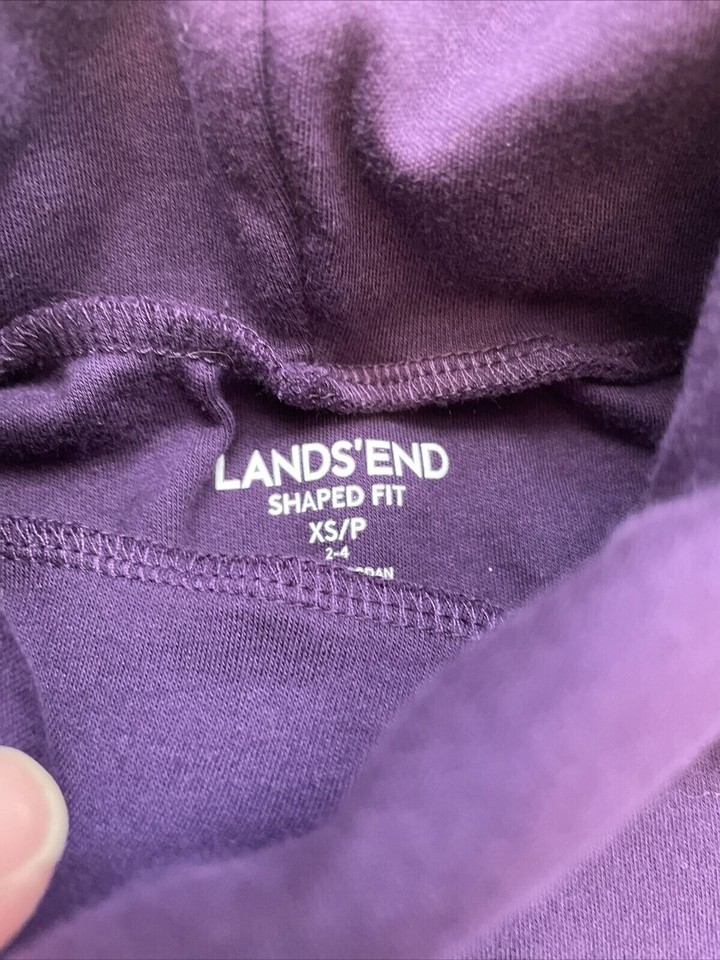 LANDS'END
SHAPED FIT
XS/P
2-4